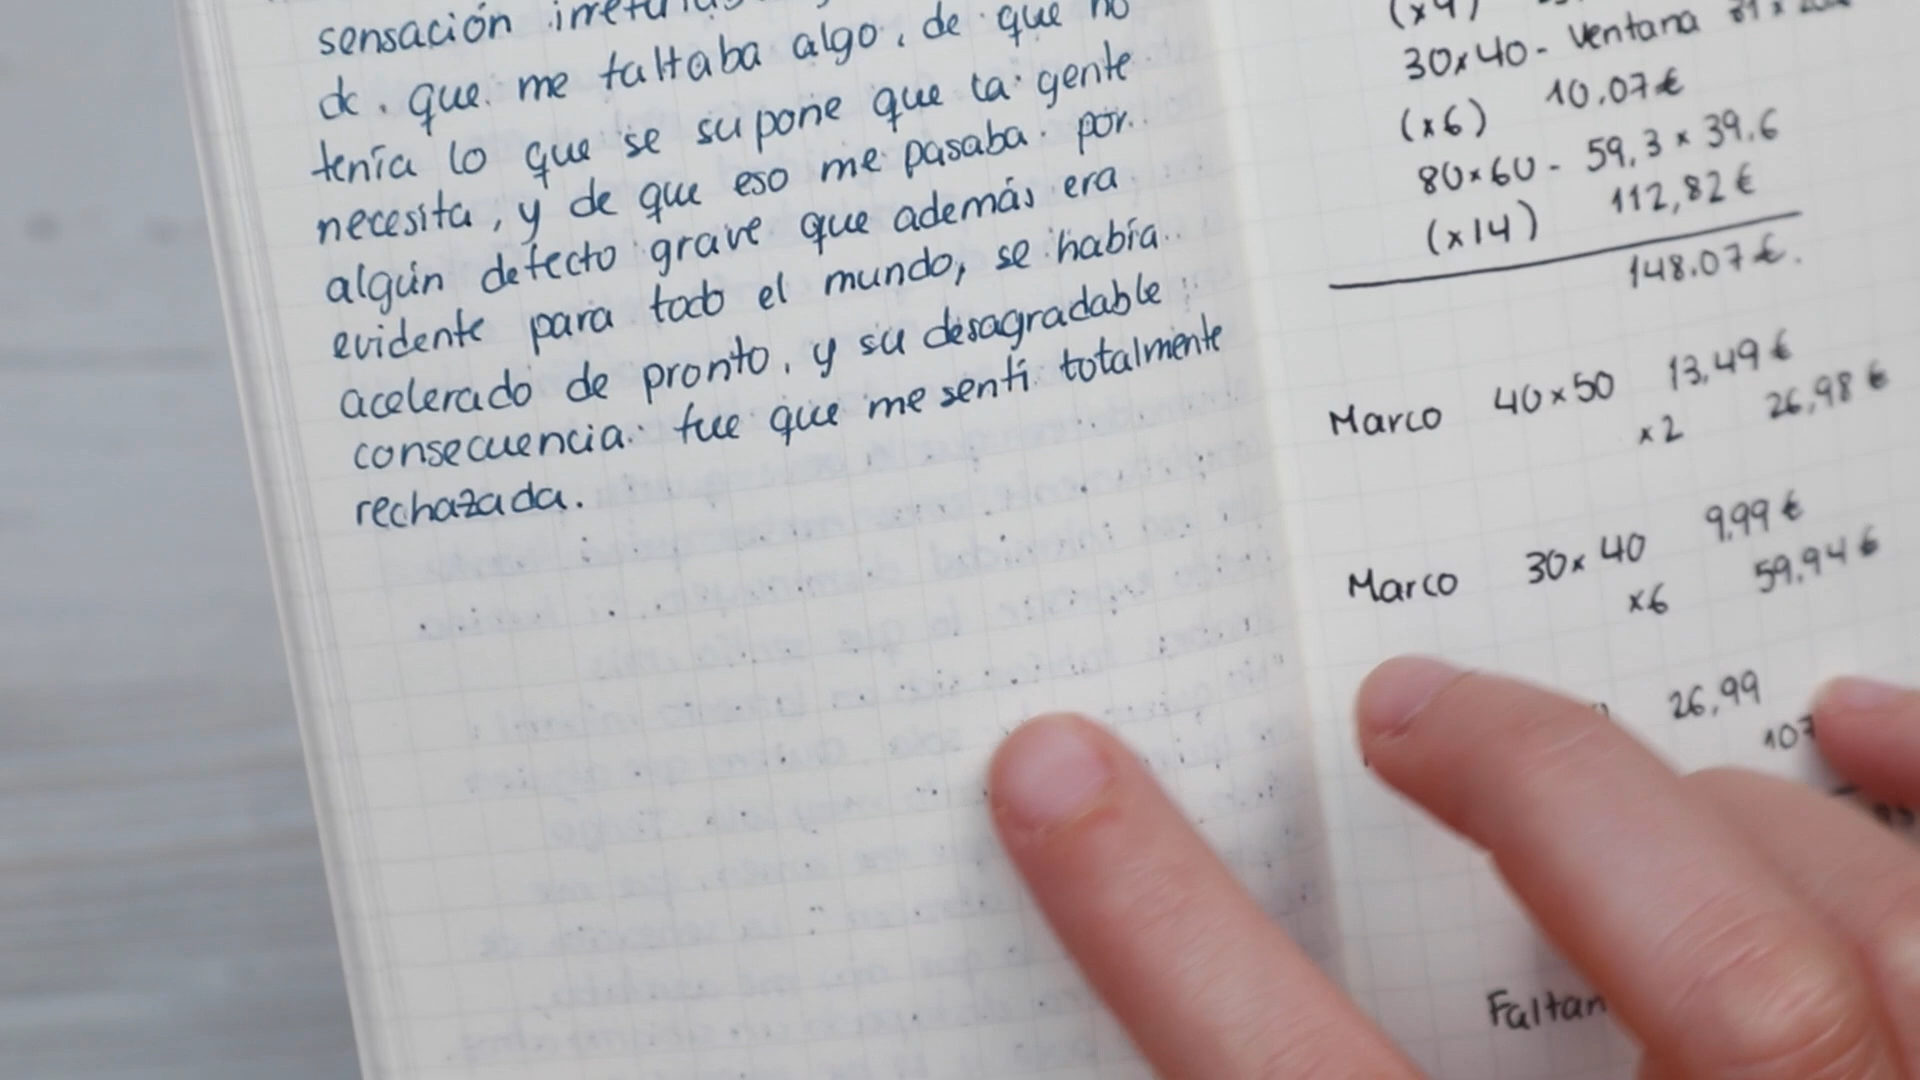 sensación
de. que. me faltaba algo, de que no
tenía lo que se supone que la gente
necesita, y de que eso me pasaba por
algún defecto grave que además era
evidente para todo el mundo, se había
acelerado de pronto, y su desagradable
consecuencia fue que me sentí totalmente
rechazada.
(x4)
30x40 - Ventana
(x6) 10.07€
80x60 - 59,3 x 39.6
(x14) 112,82€
148.07€.
Marco 40x50 13,49€
x2 26,98€
Marco 30x40 9,99€
x6 59,94€
26,99
107
Faltan